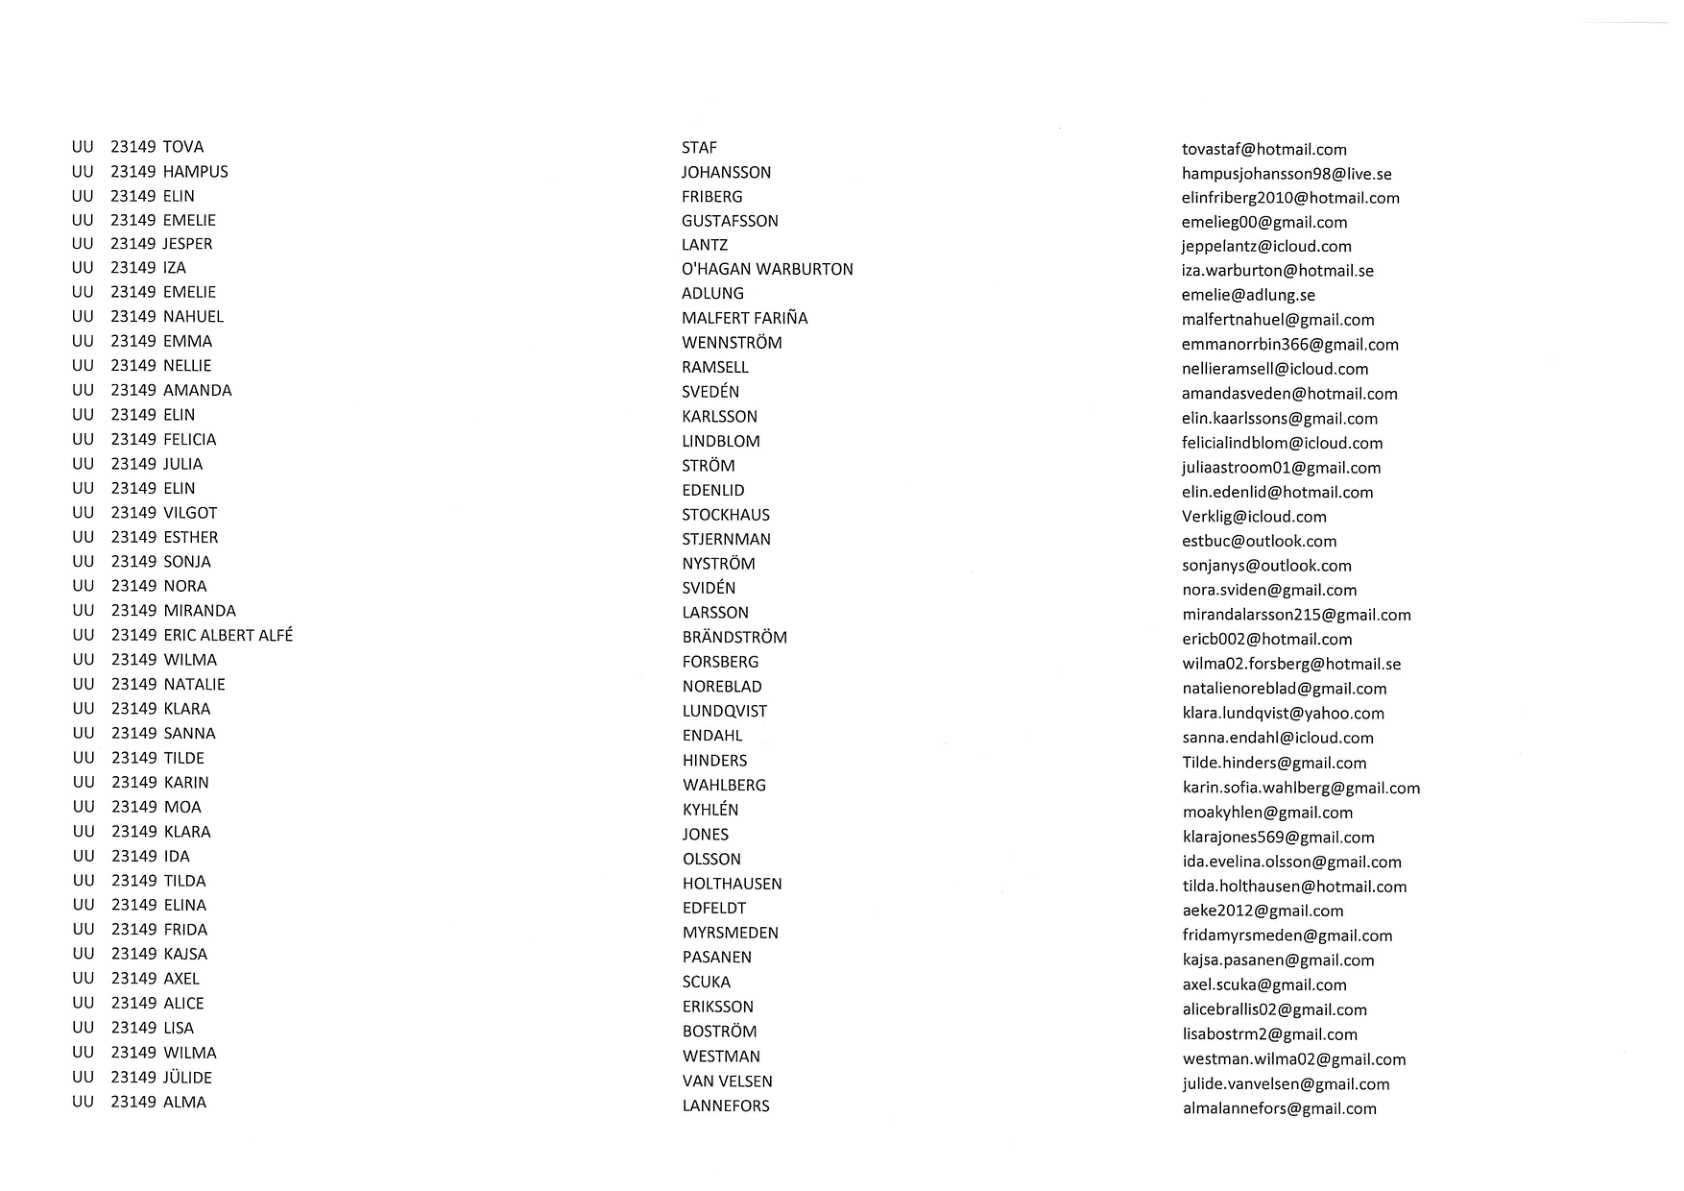 UU 23149 TOVA STAF tovastaf@hotmail.com
UU 23149 HAMPUS JOHANSSON hampusjohansson98@live.se
UU 23149 ELIN FRIBERG elinfriberg2010@hotmail.com
UU 23149 EMELIE GUSTAFSSON emelieg00@gmail.com
UU 23149 JESPER LANTZ jeppelantz@icloud.com
UU 23149 IZA O'HAGAN WARBURTON iza.warburton@hotmail.se
UU 23149 EMELIE ADLUNG emelie@adlung.se
UU 23149 NAHUEL MALFERT FARIÑA malfertnahuel@gmail.com
UU 23149 EMMA WENNSTRÖM emmanorrbin366@gmail.com
UU 23149 NELLIE RAMSELL nellieramsell@icloud.com
UU 23149 AMANDA SVEDÉN amandasveden@hotmail.com
UU 23149 ELIN KARLSSON elin.kaarlssons@gmail.com
UU 23149 FELICIA LINDBLOM felicialindblom@icloud.com
UU 23149 JULIA STRÖM juliaastroom01@gmail.com
UU 23149 ELIN EDENLID elin.edenlid@hotmail.com
UU 23149 VILGOT STOCKHAUS Verklig@icloud.com
UU 23149 ESTHER STJERNMAN estbuc@outlook.com
UU 23149 SONJA NYSTRÖM sonjanys@outlook.com
UU 23149 NORA SVIDÉN nora.sviden@gmail.com
UU 23149 MIRANDA LARSSON mirandalarsson215@gmail.com
UU 23149 ERIC ALBERT ALFÉ BRÄNDSTRÖM ericb002@hotmail.com
UU 23149 WILMA FORSBERG wilma02.forsberg@hotmail.se
UU 23149 NATALIE NOREBLAD natalienoreblad@gmail.com
UU 23149 KLARA LUNDQVIST klara.lundqvist@yahoo.com
UU 23149 SANNA ENDAHL sanna.endahl@icloud.com
UU 23149 TILDE HINDERS Tilde.hinders@gmail.com
UU 23149 KARIN WAHLBERG karin.sofia.wahlberg@gmail.com
UU 23149 MOA KYHLÉN moakyhlen@gmail.com
UU 23149 KLARA JONES klarajones569@gmail.com
UU 23149 IDA OLSSON ida.evelina.olsson@gmail.com
UU 23149 TILDA HOLTHAUSEN tilda.holthausen@hotmail.com
UU 23149 ELINA EDFELDT aeke2012@gmail.com
UU 23149 FRIDA MYRSMEDEN fridamyrsmeden@gmail.com
UU 23149 KAJSA PASANEN kajsa.pasanen@gmail.com
UU 23149 AXEL SCUKA axel.scuka@gmail.com
UU 23149 ALICE ERIKSSON alicebrallis02@gmail.com
UU 23149 LISA BOSTRÖM lisabostrm2@gmail.com
UU 23149 WILMA WESTMAN westman.wilma02@gmail.com
UU 23149 JÜLIDE VAN VELSEN julide.vanvelsen@gmail.com
UU 23149 ALMA LANNEFORS almalannefors@gmail.com